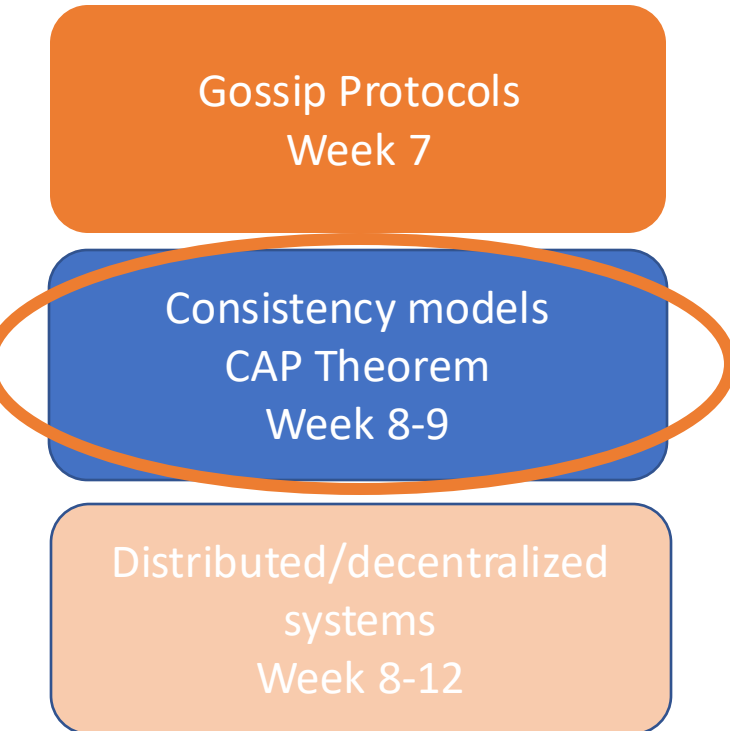 Gossip Protocols
Week 7
Consistency models
CAP Theorem
Week 8-9
Distributed/decentralized
systems
Week 8-12